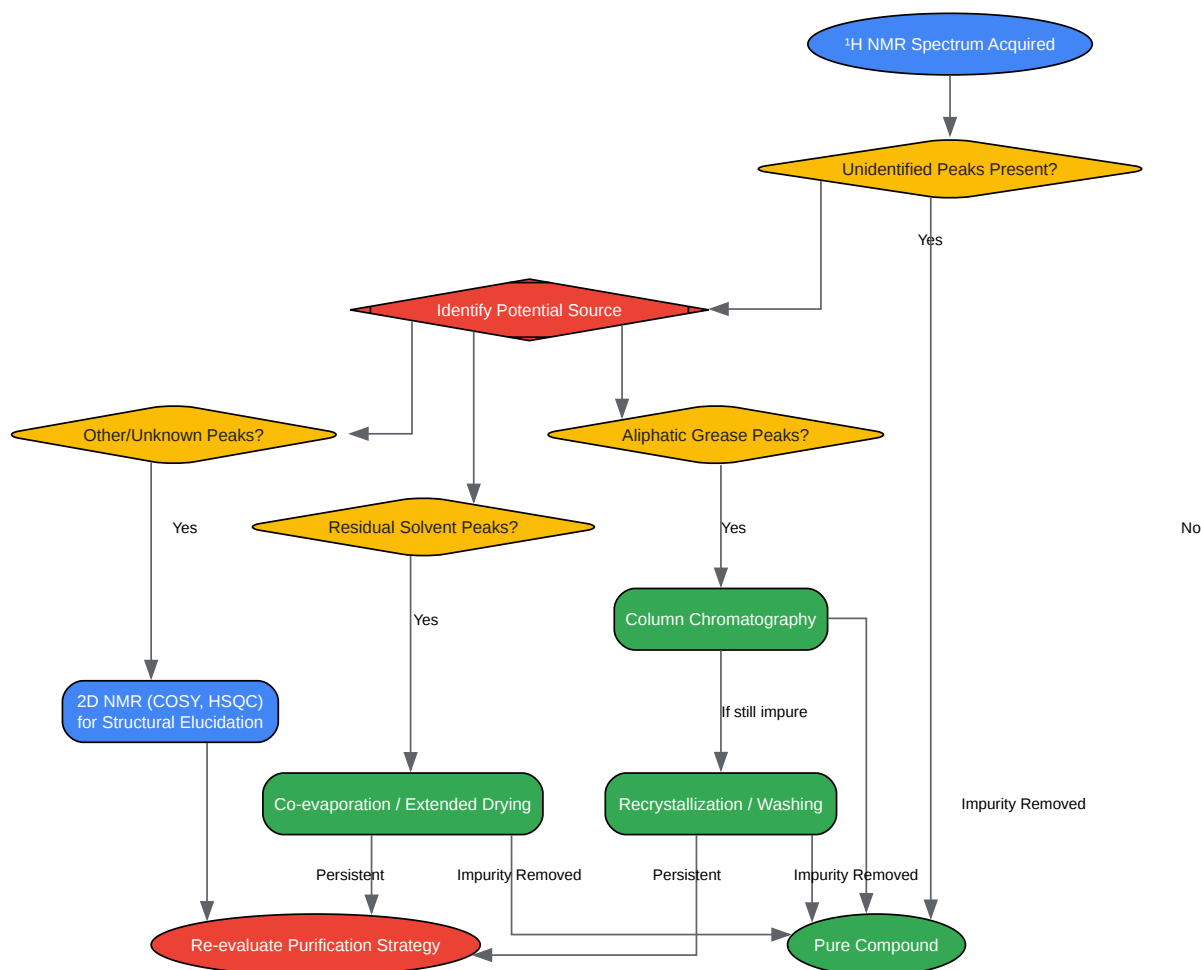 ¹H NMR Spectrum Acquired
Unidentified Peaks Present?
Yes
Identify Potential Source
Other/Unknown Peaks?
Aliphatic Grease Peaks?
Residual Solvent Peaks?
Yes
Yes
No
Yes
Column Chromatography
2D NMR (COSY, HSQC)
for Structural Elucidation
If still impure
Co-evaporation / Extended Drying
Recrystallization / Washing
Impurity Removed
Persistent
Impurity Removed
Persistent
Impurity Removed
Re-evaluate Purification Strategy
Pure Compound